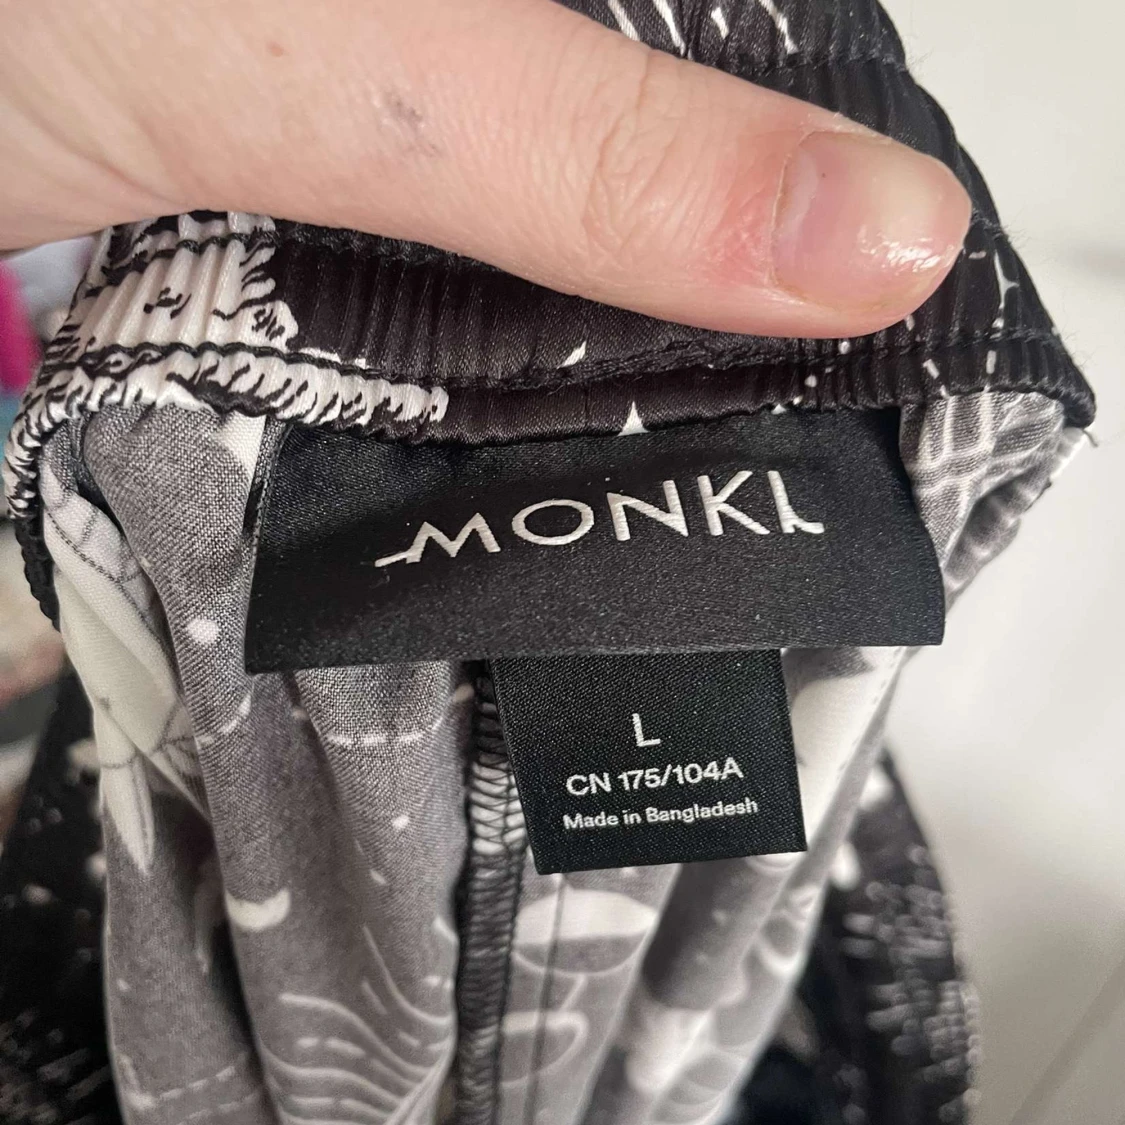 MONKI
L
CN 175/104A
Made in Bangladesh